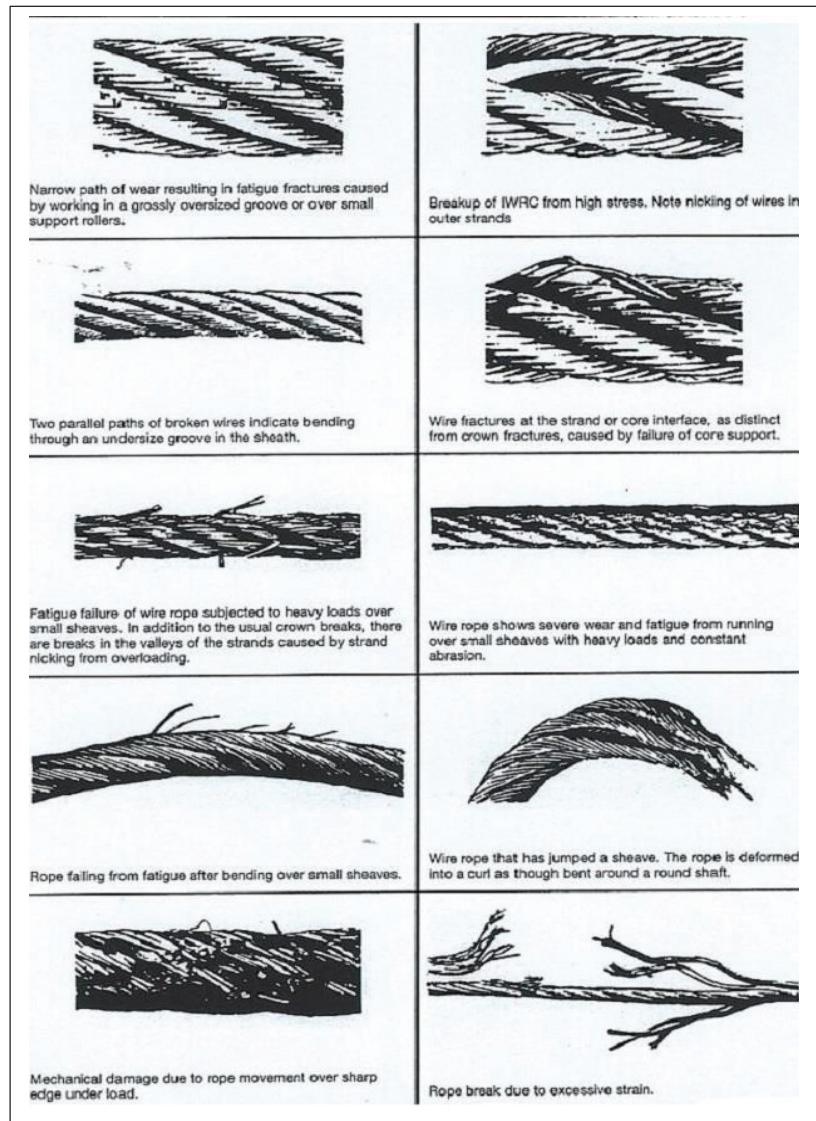 Narrow path of wear resulting in fatigue fractures caused
by working in a grossly oversized groove or over small
support rollers.
Breakup of IWRC from high stress. Note nicking of wires in
outer strands
Two parallel paths of broken wires indicate bending
through an undersize groove in the sheath.
Wire fractures at the strand or core interface, as distinct
from crown fractures, caused by failure of core support.
Fatigue failure of wire rope subjected to heavy loads over
small sheaves. In addition to the usual crown breaks, there
are breaks in the valleys of the strands caused by strand
nicking from overloading.
Wire rope shows severe wear and fatigue from running
over small sheaves with heavy loads and constant
abrasion.
Rope failing from fatigue after bending over small sheaves.
Wire rope that has jumped a sheave. The rope is deformed
into a curl as though bent around a round shaft.
Mechanical damage due to rope movement over sharp
edge under load.
Rope break due to excessive strain.